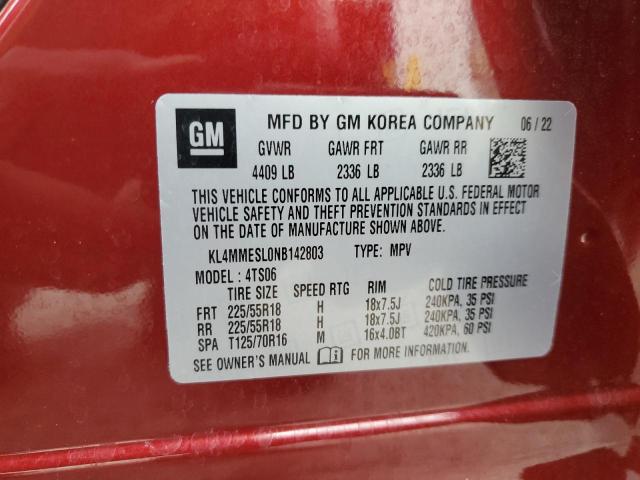 GM
MFD BY GM KOREA COMPANY 06 / 22
GVWR GAWR FRT GAWR RR
4409 LB 2336 LB 2336 LB
THIS VEHICLE CONFORMS TO ALL APPLICABLE U.S. FEDERAL MOTOR
VEHICLE SAFETY AND THEFT PREVENTION STANDARDS IN EFFECT
ON THE DATE OF MANUFACTURE SHOWN ABOVE.
KL4MMESL0NB142803 TYPE: MPV
MODEL : 4TS06
TIRE SIZE SPEED RTG RIM COLD TIRE PRESSURE
FRT 225/55R18 H 18x7.5J 240KPA, 35 PSI
RR 225/55R18 H 18x7.5J 240KPA, 35 PSI
SPA T125/70R16 M 16x4.0BT 420KPA, 60 PSI
SEE OWNER'S MANUAL FOR MORE INFORMATION.